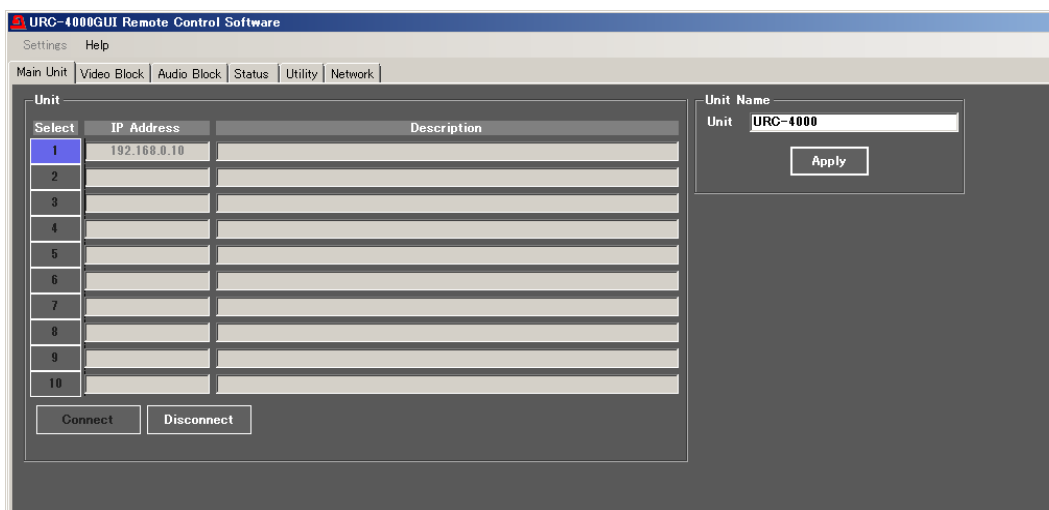 URC-4000GUI Remote Control Software
Settings Help
Main Unit Video Block Audio Block Status Utility Network
Unit
Select IP Address Description
1 192.168.0.10
2
3
4
5
6
7
8
9
10
Connect Disconnect
Unit Name
Unit URC-4000
Apply